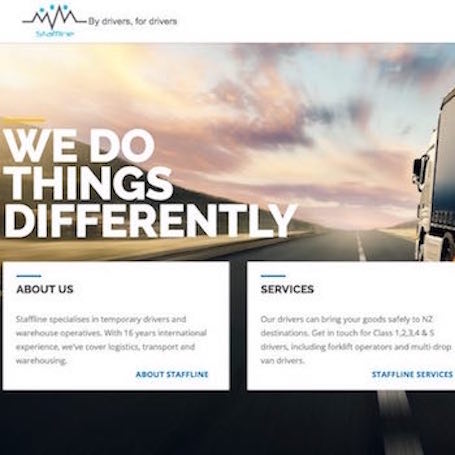 Staffline
By drivers, for drivers
WE DO
THINGS
DIFFERENTLY
ABOUT US
Staffline specialises in temporary drivers and
warehouse operatives. With 16 years international
experience, we've cover logistics, transport and
warehousing.
ABOUT STAFFLINE
SERVICES
Our drivers can bring your goods safely to NZ
destinations. Get in touch for Class 1,2,3,4 & 5
drivers, including forklift operators and multi drop
van drivers.
STAFFLINE SERVICES